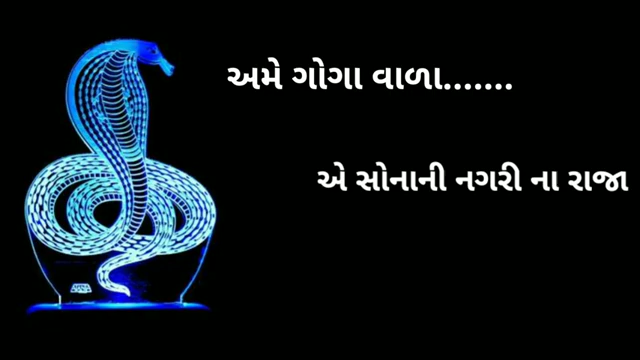 અમે ગોગા વાળા.......
એ સોનાની નગરી ના રાજા